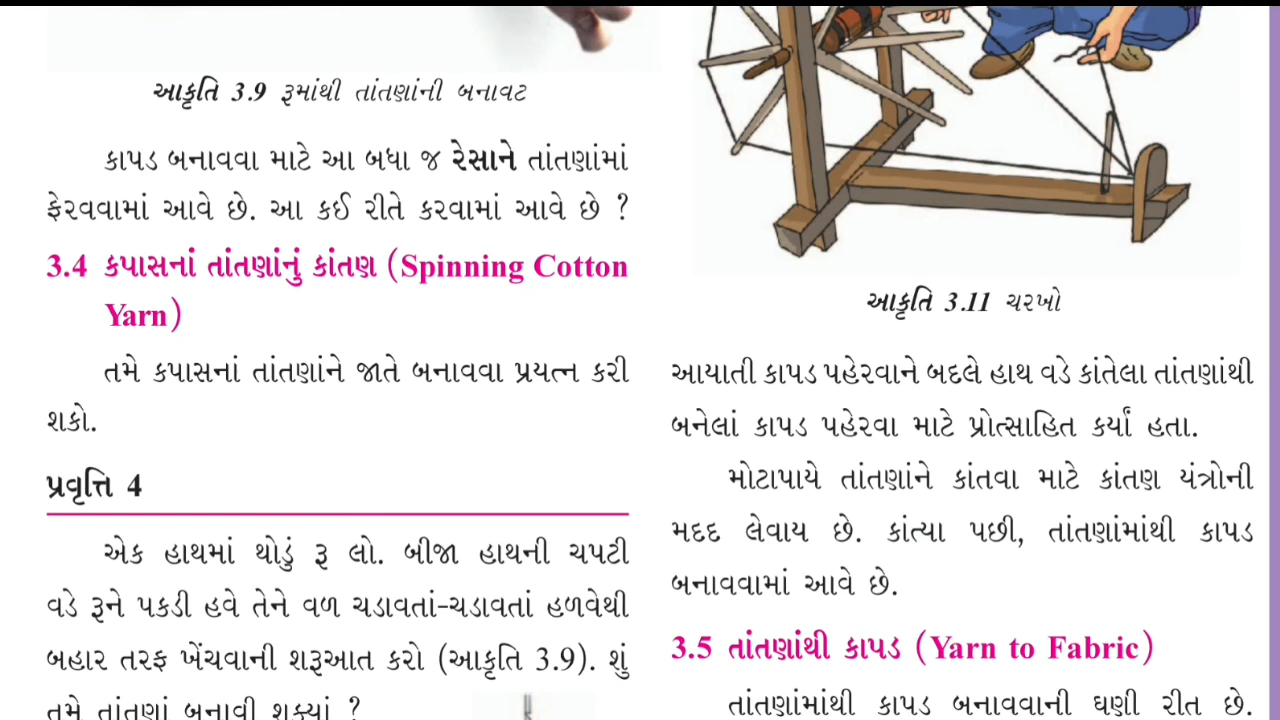 આકૃતિ 3.9 રૂમાંથી તાંતણાંની બનાવટ
કાપડ બનાવવા માટે આ બધા જ રેસાને તાંતણાંમાં
ફેરવવામાં આવે છે. આ કઈ રીતે કરવામાં આવે છે ?
3.4 કપાસનાં તાંતણાંનું કાંતણ (Spinning Cotton
Yarn)
તમે કપાસનાં તાંતણાંને જાતે બનાવવા પ્રયત્ન કરી
શકો.
પ્રવૃત્તિ 4
એક હાથમાં થોડું રૂ લો. બીજા હાથની ચપટી
વડે રૂને પકડી હવે તેને વળ ચડાવતાં-ચડાવતાં હળવેથી
બહાર તરફ ખેંચવાની શરૂઆત કરો (આકૃતિ 3.9). શું
તમે તાંતણાં બનાવી શક્યાં ?
આકૃતિ 3.11 ચરખો
આયાતી કાપડ પહેરવાને બદલે હાથ વડે કાંતેલા તાંતણાંથી
બનેલાં કાપડ પહેરવા માટે પ્રોત્સાહિત કર્યાં હતા.
મોટાપાયે તાંતણાંને કાંતવા માટે કાંતણ યંત્રોની
મદદ લેવાય છે. કાંત્યા પછી, તાંતણાંમાંથી કાપડ
બનાવવામાં આવે છે.
3.5 તાંતણાંથી કાપડ (Yarn to Fabric)
તાંતણાંમાંથી કાપડ બનાવવાની ઘણી રીત છે.